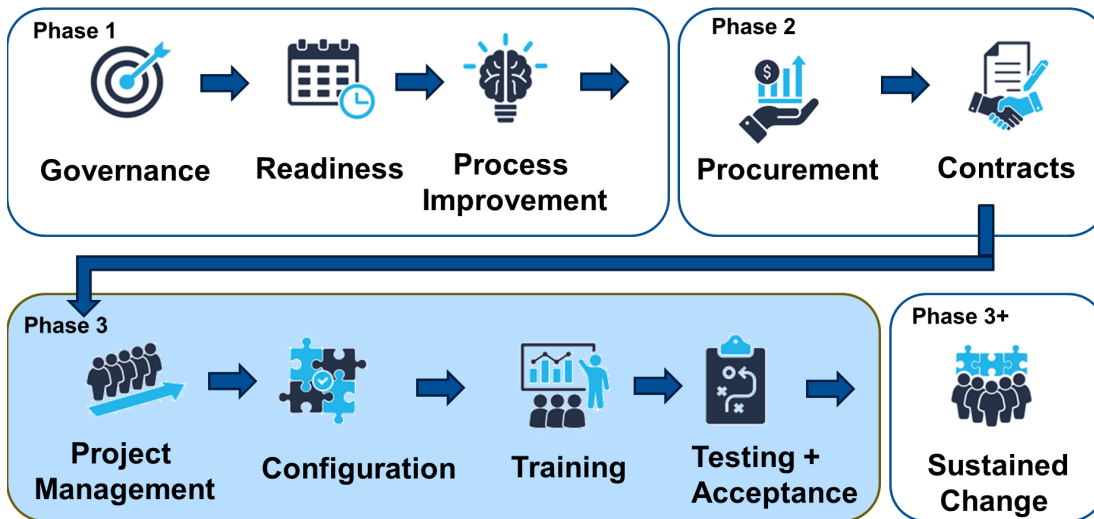 Phase 1
Governance
Readiness
Process
Improvement
Phase 2
$
Procurement
Contracts
Phase 3
Project
Management
Configuration
Training
Testing +
Acceptance
Phase 3+
Sustained
Change